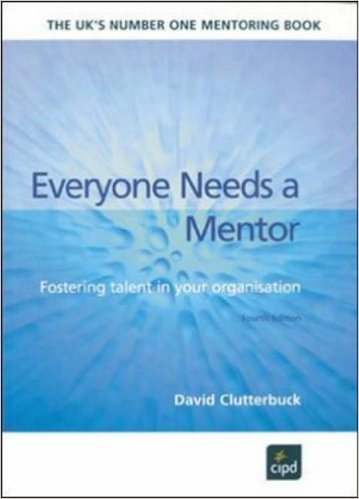 THE UK'S NUMBER ONE MENTORING BOOK
Everyone Needs a
Mentor
Fostering talent in your organisation
Fourth Edition
David Clutterbuck
cipd